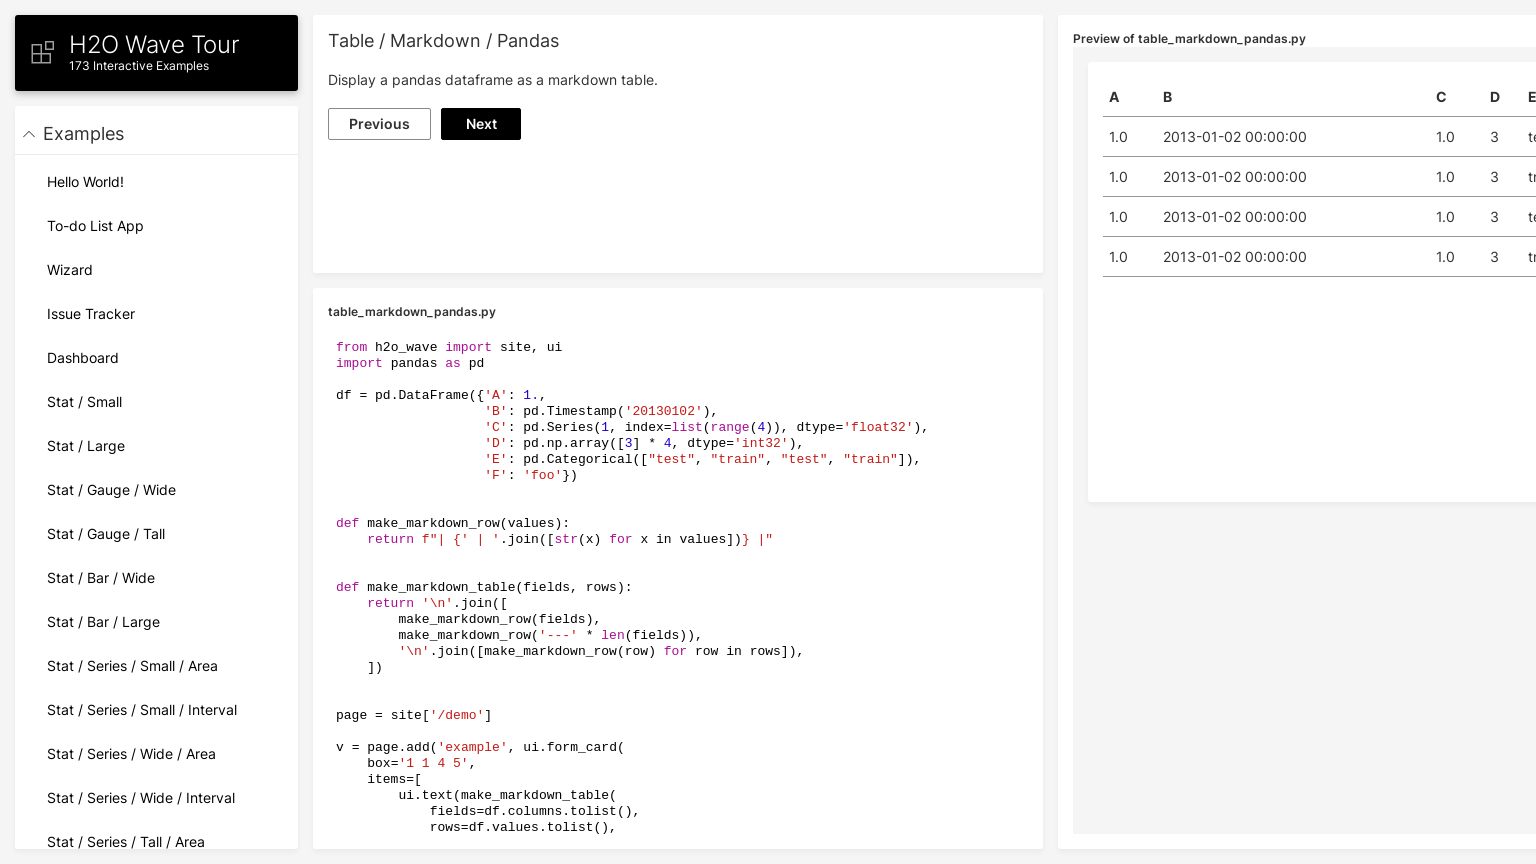 H2O Wave Tour
173 Interactive Examples
Examples
Hello World!
To-do List App
Wizard
Issue Tracker
Dashboard
Stat / Small
Stat / Large
Stat / Gauge / Wide
Stat / Gauge / Tall
Stat / Bar / Wide
Stat / Bar / Large
Stat / Series / Small / Area
Stat / Series / Small / Interval
Stat / Series / Wide / Area
Stat / Series / Wide / Interval
Stat / Series / Tall / Area
Table / Markdown / Pandas
Display a pandas dataframe as a markdown table.
Previous Next
table_markdown_pandas.py
from h2o_wave import site, ui
import pandas as pd
df = pd.DataFrame({'A': 1.,
'B': pd.Timestamp('20130102'),
'C': pd.Series(1, index=list(range(4)), dtype='float32'),
'D': pd.np.array([3] * 4, dtype='int32'),
'E': pd.Categorical(["test", "train", "test", "train"]),
'F': 'foo'})
def make_markdown_row(values):
return f"| {' | '.join([str(x) for x in values])} |"
def make_markdown_table(fields, rows):
return '\n'.join([
make_markdown_row(fields),
make_markdown_row('---' * len(fields)),
'\n'.join([make_markdown_row(row) for row in rows]),
])
page = site['/demo']
v = page.add('example', ui.form_card(
box='1 1 4 5',
items=[
ui.text(make_markdown_table(
fields=df.columns.tolist(),
rows=df.values.tolist(),
Preview of table_markdown_pandas.py
A B C D E
1.0 2013-01-02 00:00:00 1.0 3 te
1.0 2013-01-02 00:00:00 1.0 3 tr
1.0 2013-01-02 00:00:00 1.0 3 te
1.0 2013-01-02 00:00:00 1.0 3 tr